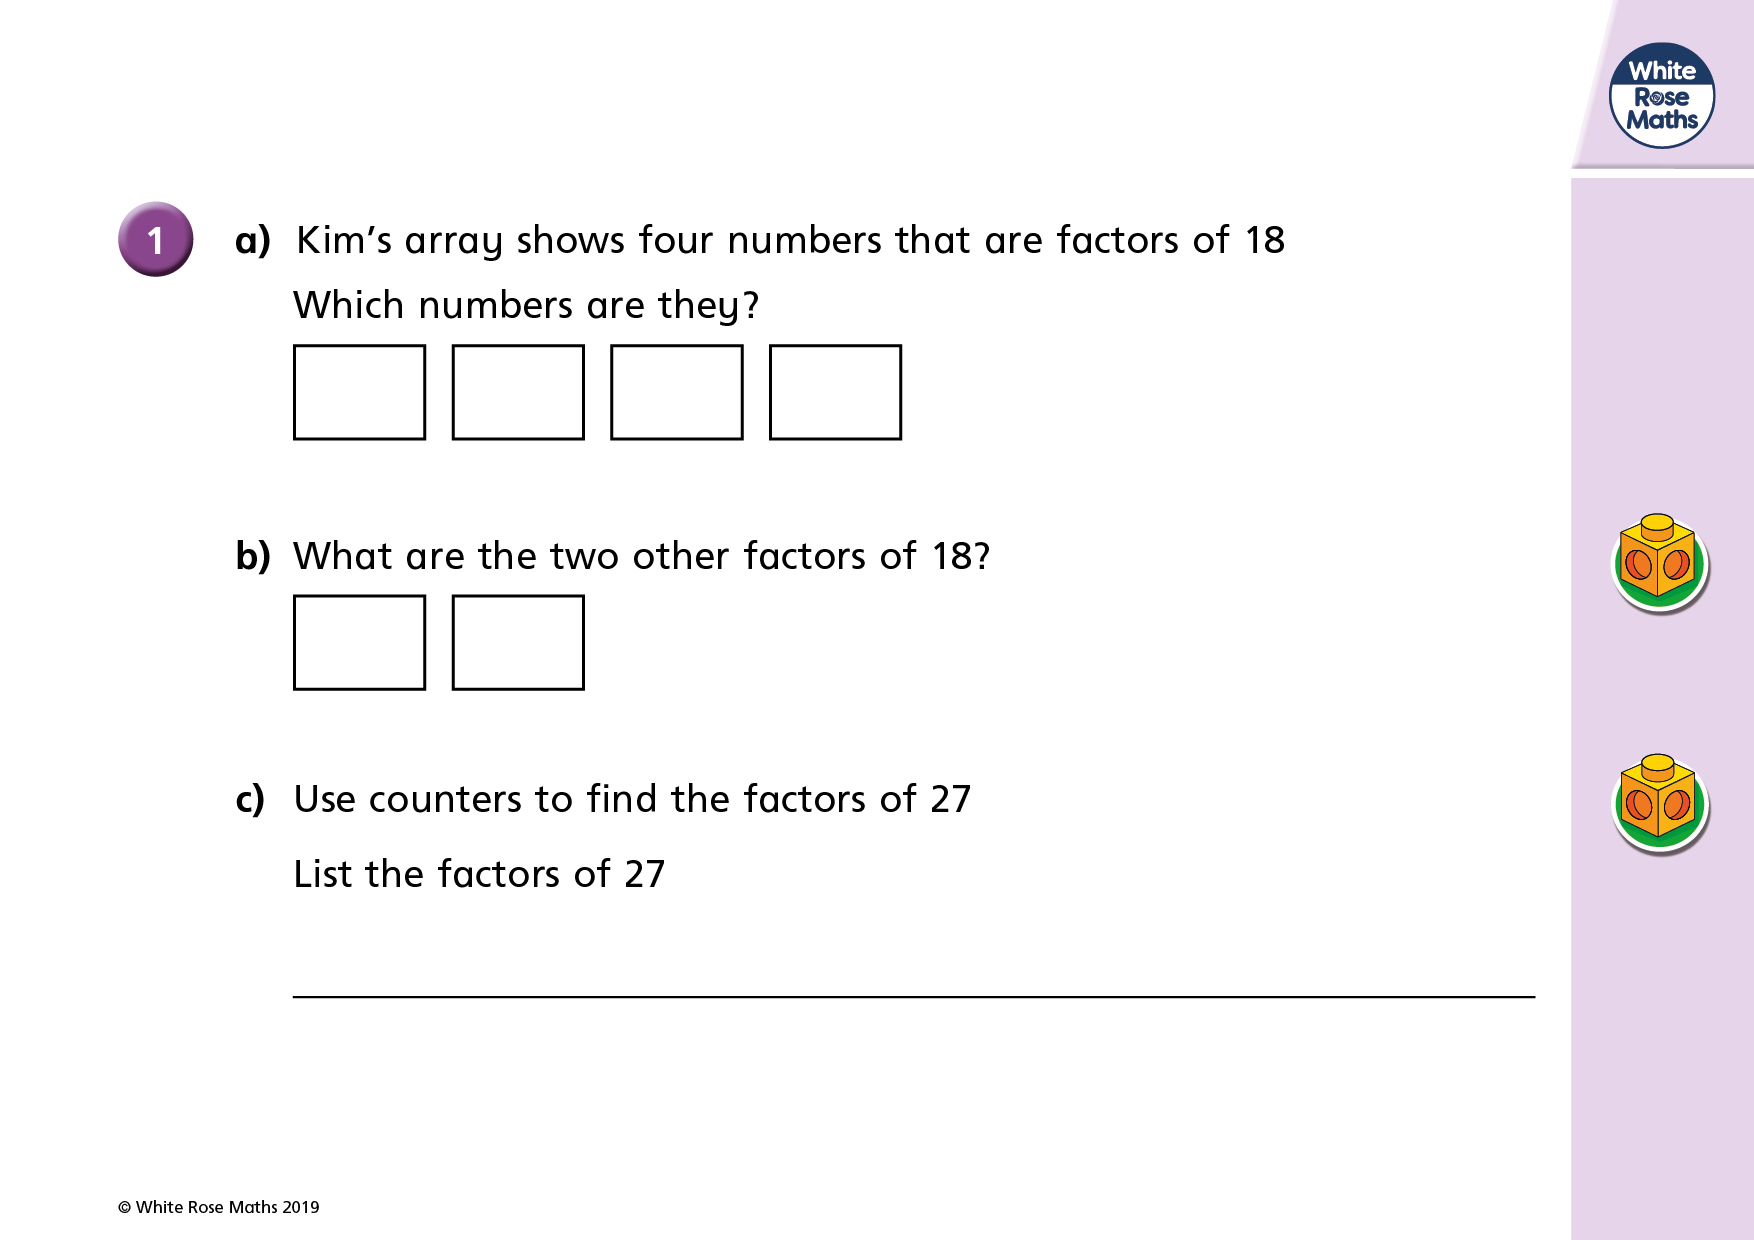 White
Rose
Maths
1 a) Kim's array shows four numbers that are factors of 18
Which numbers are they?
b) What are the two other factors of 18?
c) Use counters to find the factors of 27
List the factors of 27
© White Rose Maths 2019